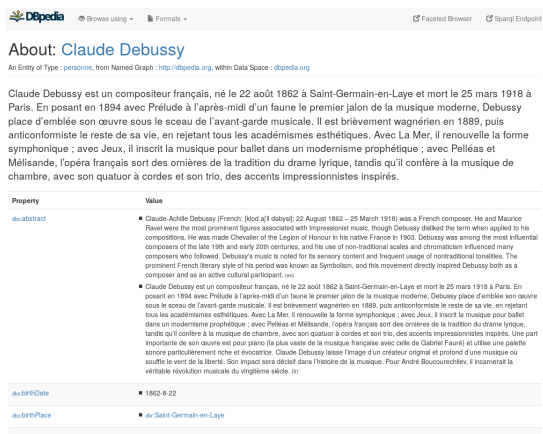 DBpedia Browse using Formats Faceted Browser Sparql Endpoint
About: Claude Debussy
An Entity of Type : personne, from Named Graph : http://dbpedia.org, within Data Space : dbpedia.org
Claude Debussy est un compositeur français, né le 22 août 1862 à Saint-Germain-en-Laye et mort le 25 mars 1918 à
Paris. En posant en 1894 avec Prélude à l'après-midi d'un faune le premier jalon de la musique moderne, Debussy
place d'emblée son œuvre sous le sceau de l'avant-garde musicale. Il est brièvement wagnérien en 1889, puis
anticonformiste le reste de sa vie, en rejetant tous les académismes esthétiques. Avec La Mer, il renouvelle la forme
symphonique ; avec Jeux, il inscrit la musique pour ballet dans un modernisme prophétique ; avec Pelléas et
Mélisande, l'opéra français sort des ornières de la tradition du drame lyrique, tandis qu'il confère à la musique de
chambre, avec son quatuor à cordes et son trio, des accents impressionnistes inspirés.
Property Value
dbo:abstract
Claude-Achille Debussy (French: [klod aʃil dəbysi]; 22 August 1862 – 25 March 1918) was a French composer. He and Maurice
Ravel were the most prominent figures associated with Impressionist music, though Debussy disliked the term when applied to his
compositions. He was made Chevalier of the Legion of Honour in his native France in 1903. Debussy was among the most influential
composers of the late 19th and early 20th centuries, and his use of non-traditional scales and chromaticism influenced many
composers who followed. Debussy's music is noted for its sensory content and frequent usage of nontraditional tonalities. The
prominent French literary style of his period was known as Symbolism, and this movement directly inspired Debussy both as a
composer and as an active cultural participant. (en)
Claude Debussy est un compositeur français, né le 22 août 1862 à Saint-Germain-en-Laye et mort le 25 mars 1918 à Paris. En
posant en 1894 avec Prélude à l'après-midi d'un faune le premier jalon de la musique moderne, Debussy place d'emblée son œuvre
sous le sceau de l'avant-garde musicale. Il est brièvement wagnérien en 1889, puis anticonformiste le reste de sa vie, en rejetant
tous les académismes esthétiques. Avec La Mer, il renouvelle la forme symphonique ; avec Jeux, il inscrit la musique pour ballet
dans un modernisme prophétique ; avec Pelléas et Mélisande, l'opéra français sort des ornières de la tradition du drame lyrique,
tandis qu'il confère à la musique de chambre, avec son quatuor à cordes et son trio, des accents impressionnistes inspirés. Une part
importante de son œuvre est pour piano (la plus vaste de la musique française avec celle de Gabriel Fauré) et utilise une palette
sonore particulièrement riche et évocatrice. Claude Debussy laisse l'image d'un créateur original et profond d'une musique où
souffle le vent de la liberté. Son impact sera décisif dans l'histoire de la musique. Pour André Boucourechliev, il incarnerait la
véritable révolution musicale du vingtième siècle. (fr)
dbo:birthDate 1862-8-22
dbo:birthPlace dbr:Saint-Germain-en-Laye